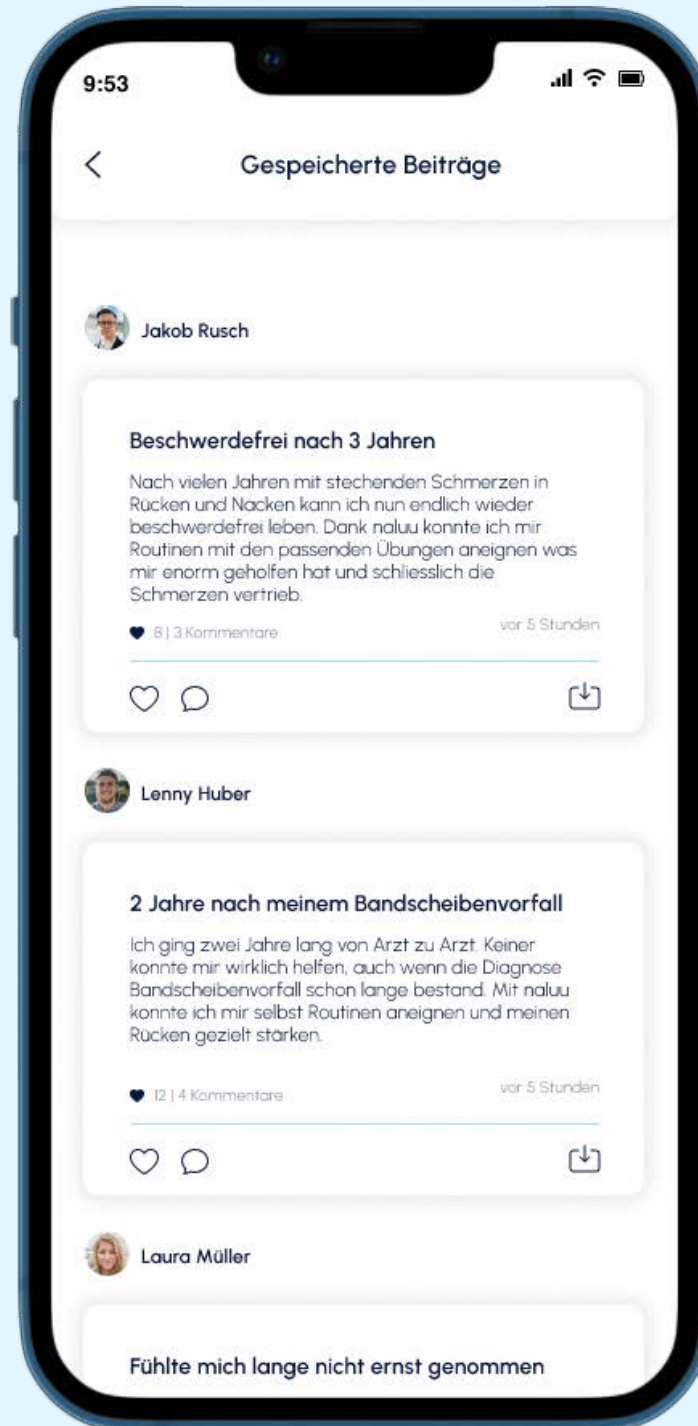 9:53
Gespeicherte Beiträge
Jakob Rusch
Beschwerdefrei nach 3 Jahren
Nach vielen Jahren mit stechenden Schmerzen in
Rücken und Nacken kann ich nun endlich wieder
beschwerdefrei leben. Dank naluu konnte ich mir
Routinen mit den passenden Übungen aneignen was
mir enorm geholfen hat und schliesslich die
Schmerzen vertrieb.
8 | 3 Kommentare vor 5 Stunden
Lenny Huber
2 Jahre nach meinem Bandscheibenvorfall
Ich ging zwei Jahre lang von Arzt zu Arzt. Keiner
konnte mir wirklich helfen, auch wenn die Diagnose
Bandscheibenvorfall schon lange bestand. Mit naluu
konnte ich mir selbst Routinen aneignen und meinen
Rücken gezielt stärken.
12 | 4 Kommentare vor 5 Stunden
Laura Müller
Fühlte mich lange nicht ernst genommen